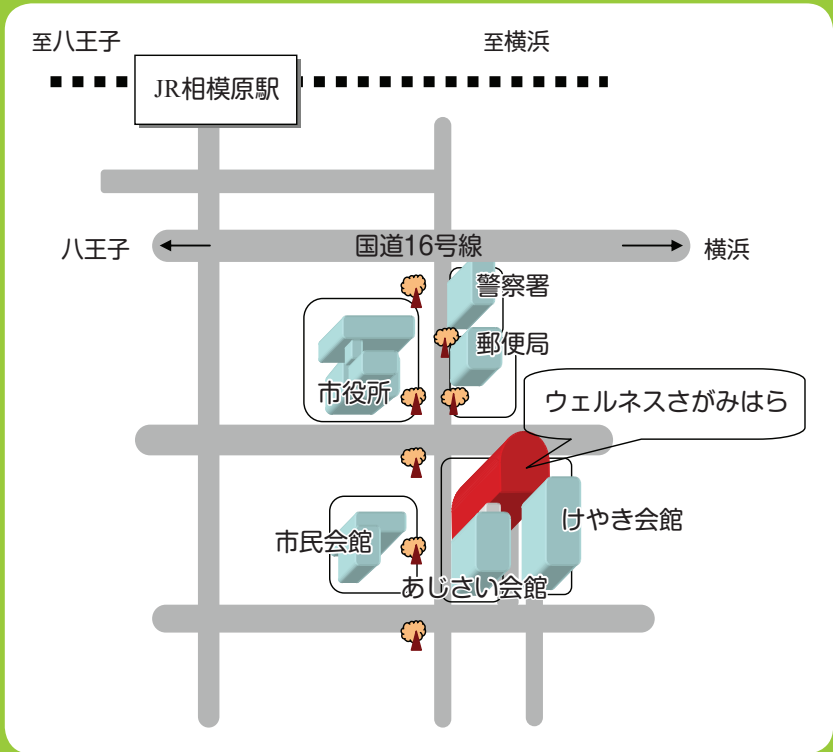 至八王子
至横浜
JR相模原駅
八王子
国道16号線
横浜
警察署
郵便局
市役所
ウェルネスさがみはら
けやき会館
市民会館
あじさい会館